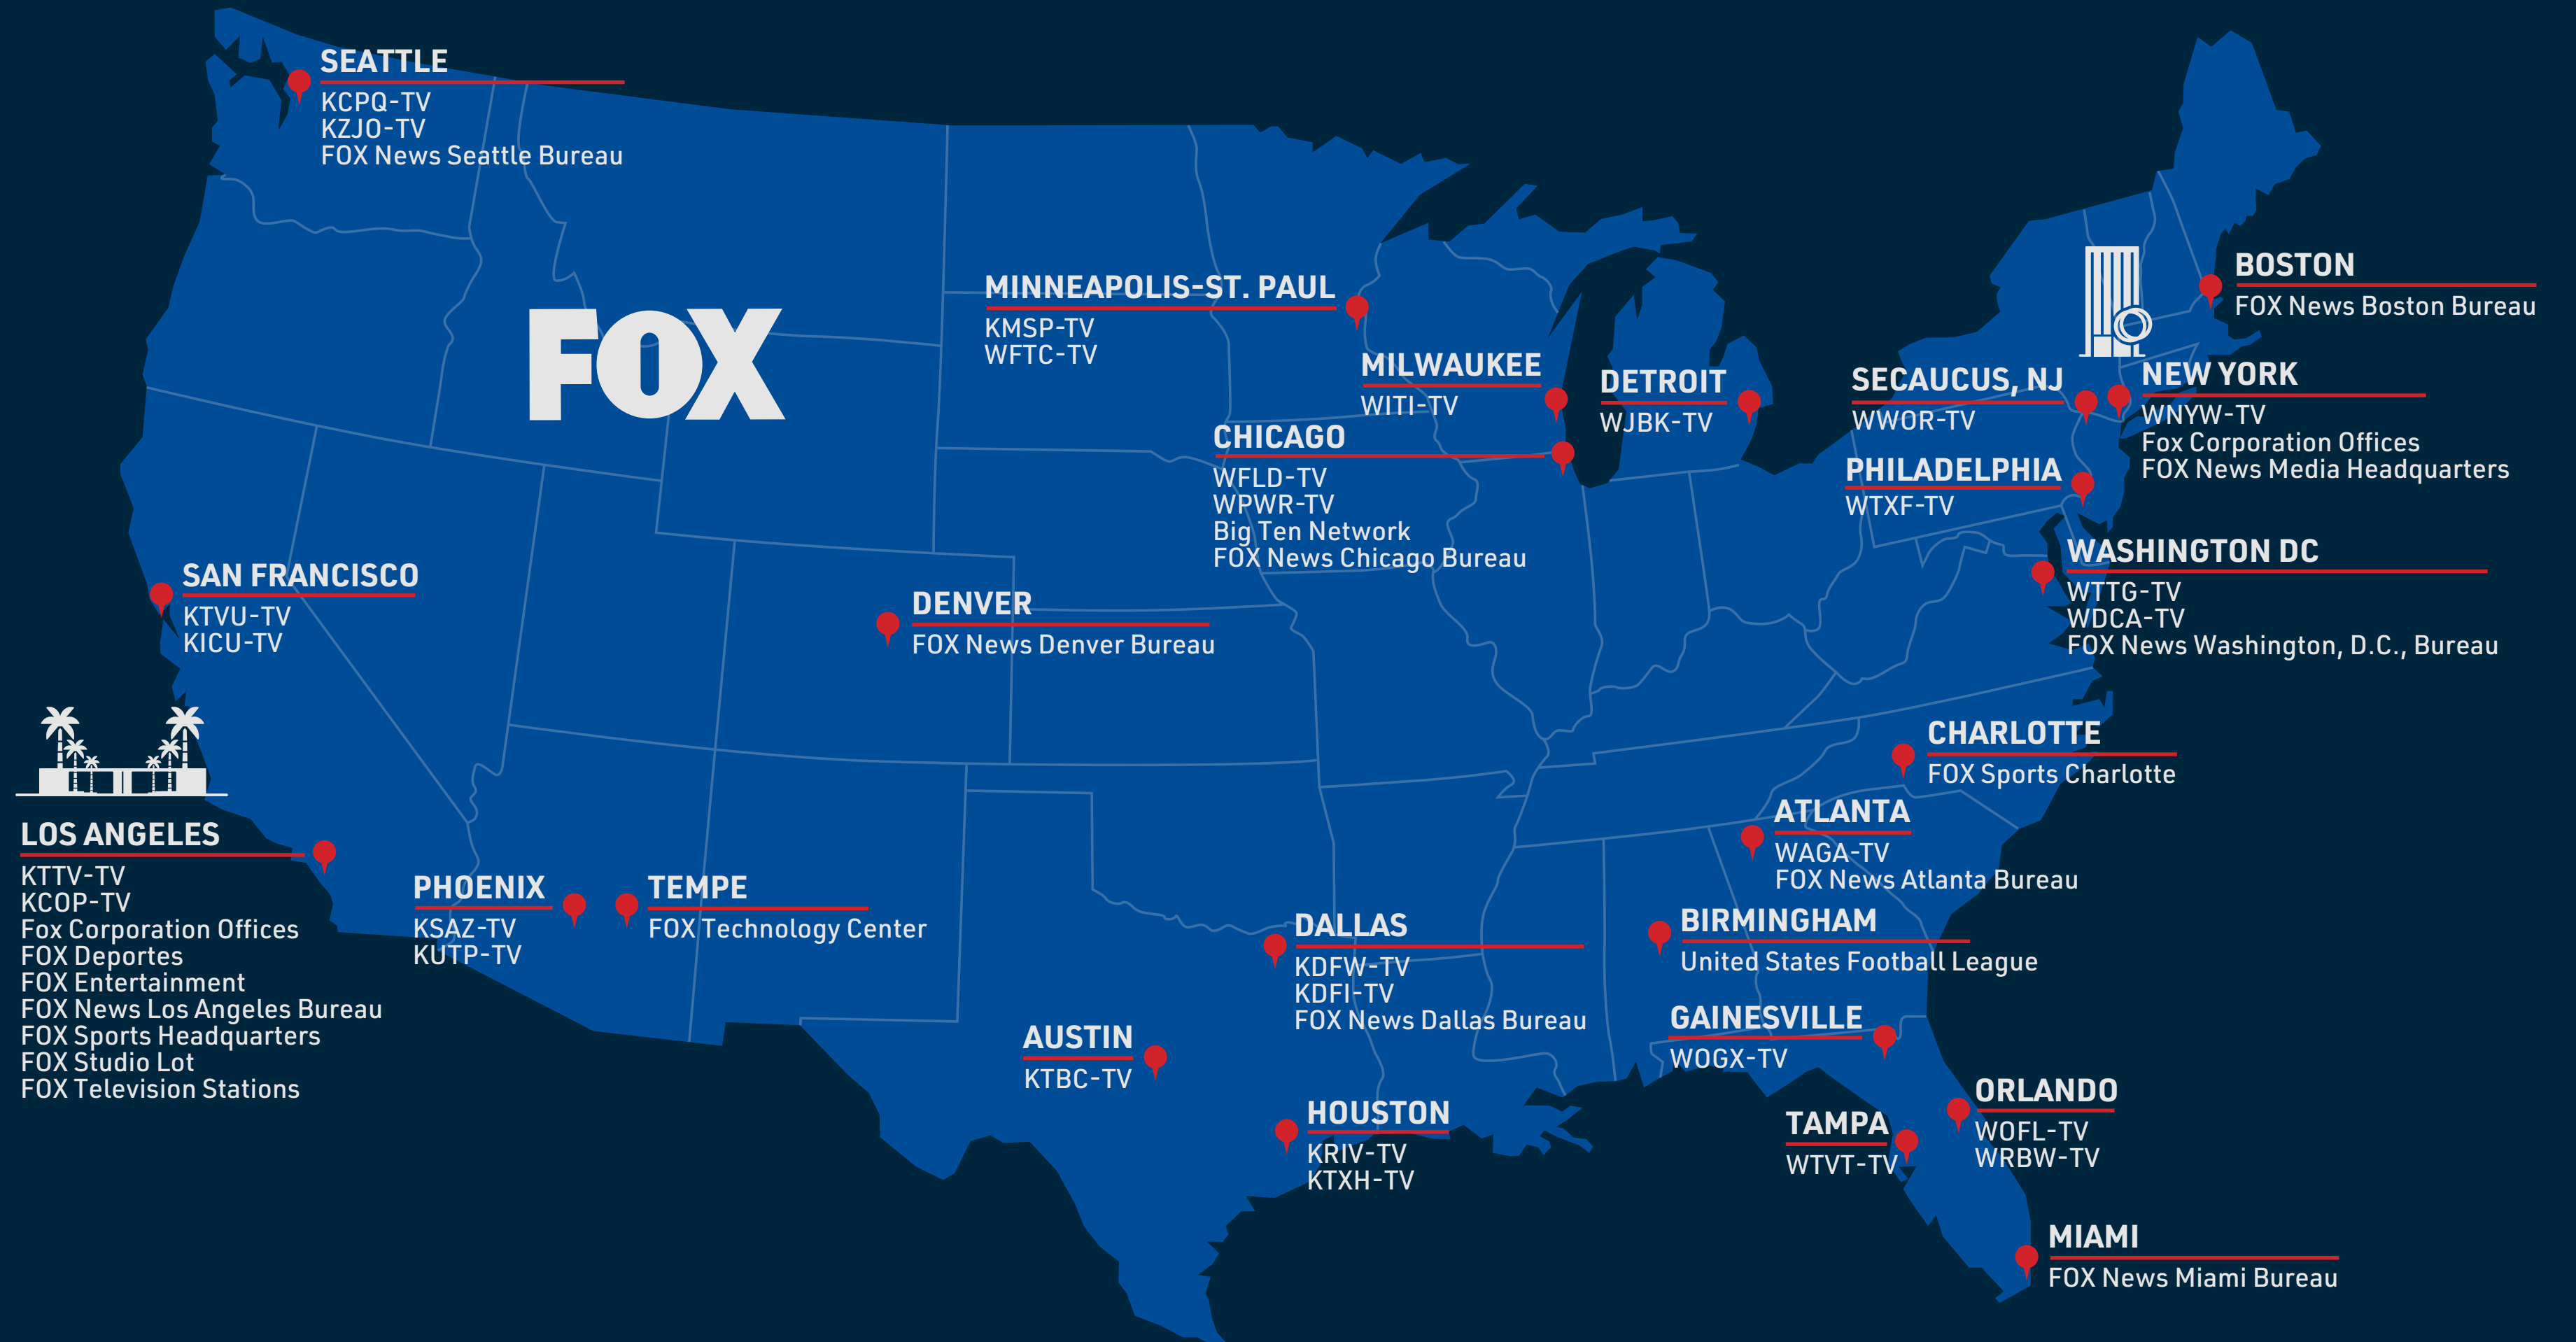 SEATTLE
KCPQ-TV
KZJO-TV
FOX News Seattle Bureau
FOX
MINNEAPOLIS-ST. PAUL
KMSP-TV
WFTC-TV
MILWAUKEE
WITI-TV
DETROIT
WJBK-TV
CHICAGO
WFLD-TV
WPWR-TV
Big Ten Network
FOX News Chicago Bureau
BOSTON
FOX News Boston Bureau
SECAUCUS, NJ
WWOR-TV
NEW YORK
WNYW-TV
Fox Corporation Offices
FOX News Media Headquarters
PHILADELPHIA
WTXF-TV
WASHINGTON DC
WTTG-TV
WDCA-TV
FOX News Washington, D.C., Bureau
SAN FRANCISCO
KTVU-TV
KICU-TV
DENVER
FOX News Denver Bureau
CHARLOTTE
FOX Sports Charlotte
LOS ANGELES
KTTV-TV
KCOP-TV
Fox Corporation Offices
FOX Deportes
FOX Entertainment
FOX News Los Angeles Bureau
FOX Sports Headquarters
FOX Studio Lot
FOX Television Stations
PHOENIX
KSAZ-TV
KUTP-TV
TEMPE
FOX Technology Center
ATLANTA
WAGA-TV
FOX News Atlanta Bureau
DALLAS
KDFW-TV
KDFI-TV
FOX News Dallas Bureau
BIRMINGHAM
United States Football League
AUSTIN
KTBC-TV
GAINESVILLE
WOGX-TV
HOUSTON
KRIV-TV
KTXH-TV
ORLANDO
WOFL-TV
WRBW-TV
TAMPA
WTVT-TV
MIAMI
FOX News Miami Bureau